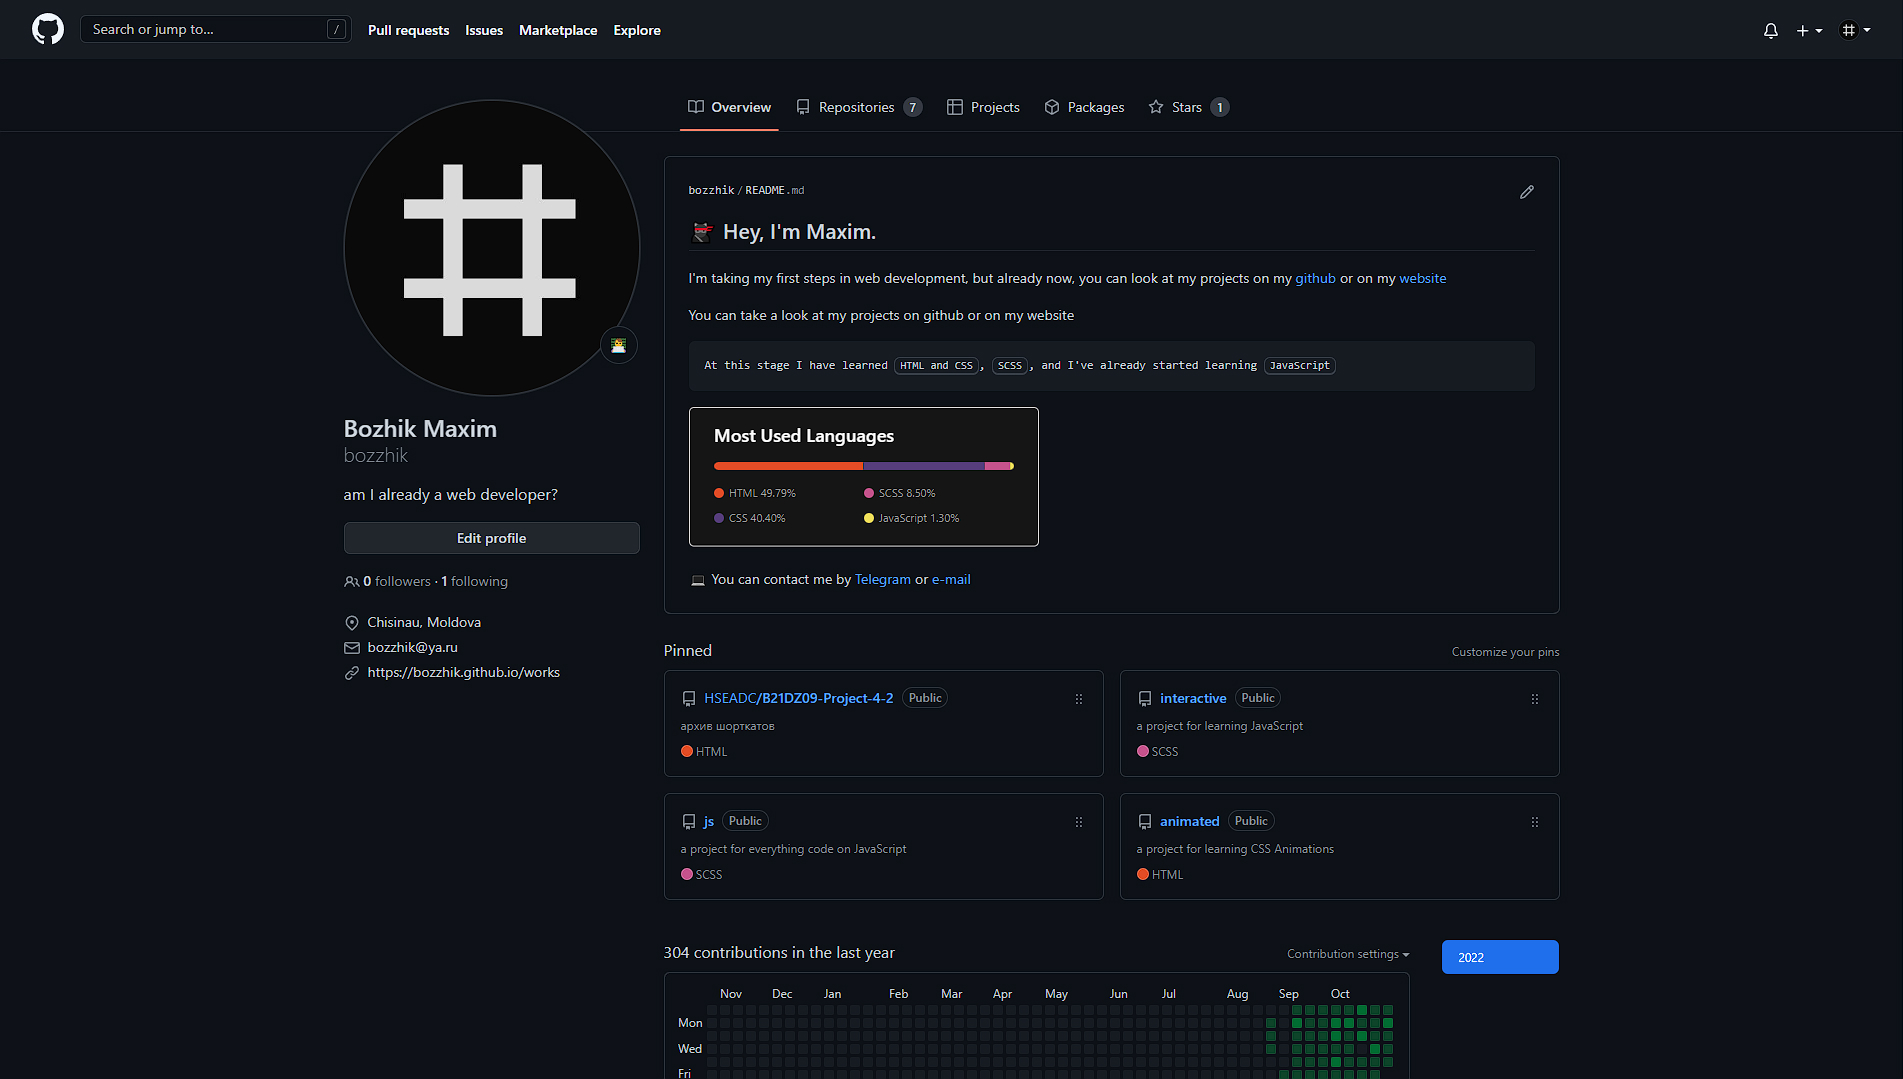 Search or jump to... /
Pull requests Issues Marketplace Explore
Overview Repositories 7 Projects Packages Stars 1
Bozhik Maxim
bozzhik
am I already a web developer?
Edit profile
0 followers · 1 following
Chisinau, Moldova
bozzhik@ya.ru
https://bozzhik.github.io/works
bozzhik / README.md
Hey, I'm Maxim.
I'm taking my first steps in web development, but already now, you can look at my projects on my github or on my website
You can take a look at my projects on github or on my website
At this stage I have learned HTML and CSS, SCSS, and I've already started learning JavaScript
Most Used Languages
HTML 49.79% SCSS 8.50%
CSS 40.40% JavaScript 1.30%
You can contact me by Telegram or e-mail
Pinned Customize your pins
HSEADC/B21DZ09-Project-4-2 Public
архив шорткатов
HTML
interactive Public
a project for learning JavaScript
SCSS
js Public
a project for everything code on JavaScript
SCSS
animated Public
a project for learning CSS Animations
HTML
304 contributions in the last year Contribution settings 2022
Nov Dec Jan Feb Mar Apr May Jun Jul Aug Sep Oct
Mon
Wed
Fri